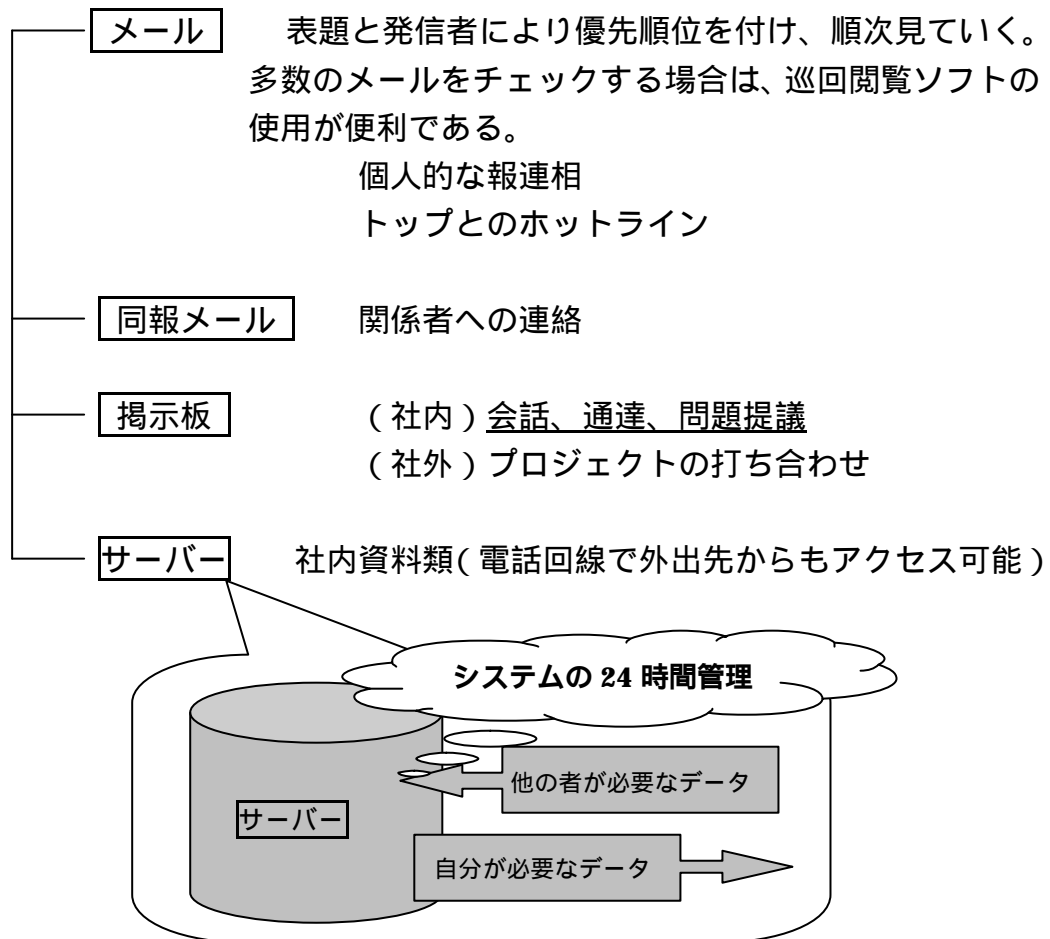 メール 表題と発信者により優先順位を付け、順次見ていく。
多数のメールをチェックする場合は、巡回閲覧ソフトの
使用が便利である。
個人的な報連相
トップとのホットライン
同報メール 関係者への連絡
掲示板 （社内）会話、通達、問題提議
（社外）プロジェクトの打ち合わせ
サーバー 社内資料類（電話回線で外出先からもアクセス可能）
システムの 24 時間管理
他の者が必要なデータ
サーバー
自分が必要なデータ